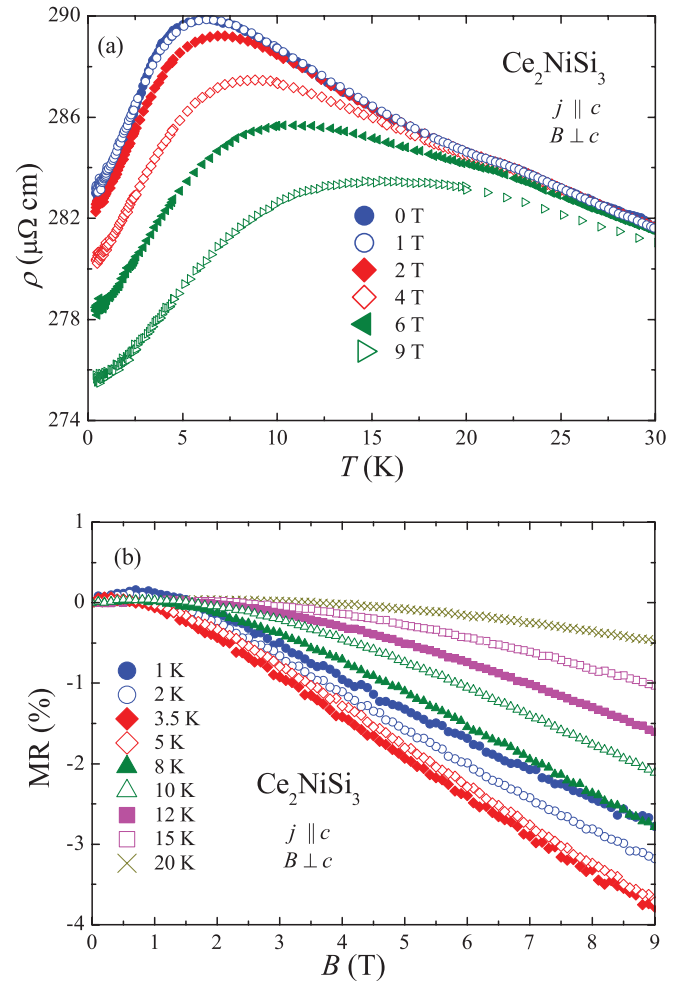 (a)
Ce₂NiSi₃
j || c
B ⊥ c
290
286
282
278
274
ρ (μΩ cm)
0 T
1 T
2 T
4 T
6 T
9 T
0 5 10 15 20 25 30
T (K)
(b)
1
0
-1
-2
-3
-4
MR (%)
1 K
2 K
3.5 K
5 K
8 K
10 K
12 K
15 K
20 K
Ce₂NiSi₃
j || c
B ⊥ c
0 1 2 3 4 5 6 7 8 9
B (T)